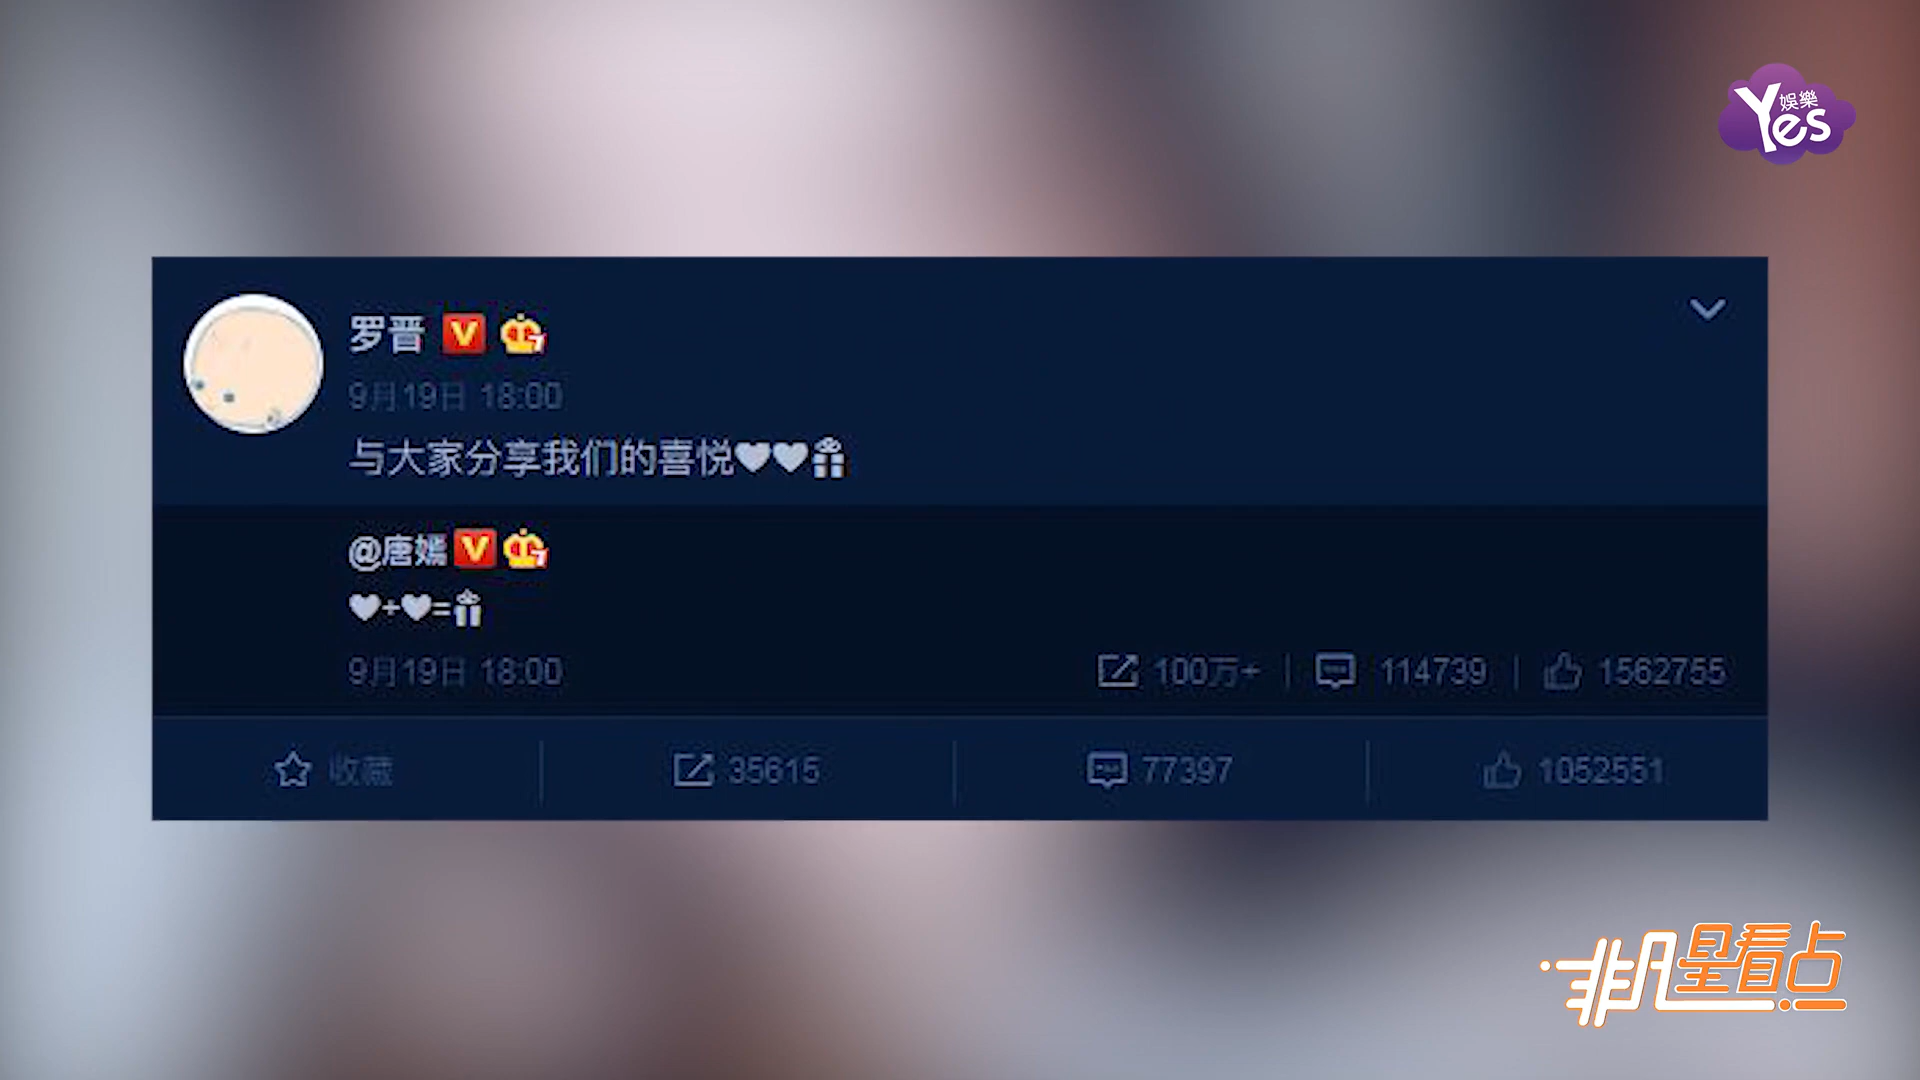 娛樂
Yes
罗晋
9月19日 18:00
与大家分享我们的喜悦
@唐嫣
+ =
9月19日 18:00
100万+ 114739 1562755
收藏 35615 77397 1052551
非凡星看点